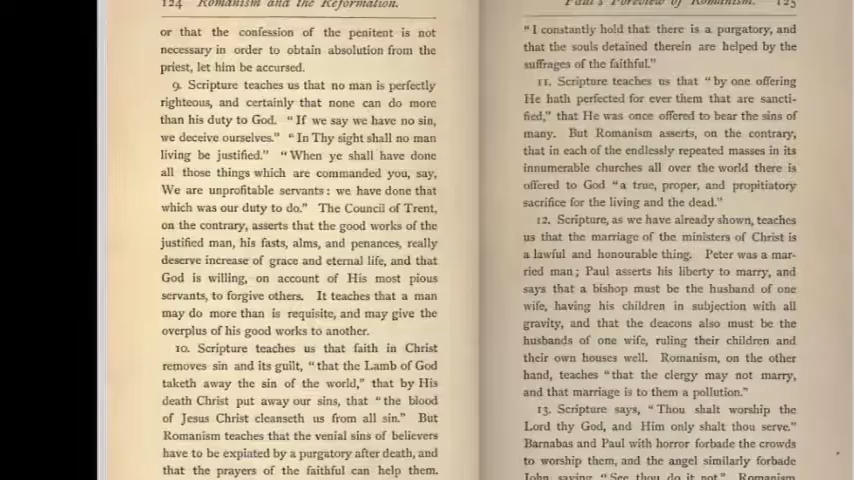 124 Romanism and the Reformation.
or that the confession of the penitent is not
necessary in order to obtain absolution from the
priest, let him be accursed.
9. Scripture teaches us that no man is perfectly
righteous, and certainly that none can do more
than his duty to God. “If we say we have no sin,
we deceive ourselves.” “In Thy sight shall no man
living be justified.” “When ye shall have done
all those things which are commanded you, say,
We are unprofitable servants: we have done that
which was our duty to do.” The Council of Trent,
on the contrary, asserts that the good works of the
justified man, his fasts, alms, and penances, really
deserve increase of grace and eternal life, and that
God is willing, on account of His most pious
servants, to forgive others. It teaches that a man
may do more than is requisite, and may give the
overplus of his good works to another.
10. Scripture teaches us that faith in Christ
removes sin and its guilt, “that the Lamb of God
taketh away the sin of the world,” that by His
death Christ put away our sins, that “the blood
of Jesus Christ cleanseth us from all sin.” But
Romanism teaches that the venial sins of believers
have to be expiated by a purgatory after death, and
that the prayers of the faithful can help them.
Paul's Foreview of Romanism. 125
“I constantly hold that there is a purgatory, and
that the souls detained therein are helped by the
suffrages of the faithful.”
11. Scripture teaches us that “by one offering
He hath perfected for ever them that are sancti-
fied,” that He was once offered to bear the sins of
many. But Romanism asserts, on the contrary,
that in each of the endlessly repeated masses in its
innumerable churches all over the world there is
offered to God “a true, proper, and propitiatory
sacrifice for the living and the dead.”
12. Scripture, as we have already shown, teaches
us that the marriage of the ministers of Christ is
a lawful and honourable thing. Peter was a mar-
ried man; Paul asserts his liberty to marry, and
says that a bishop must be the husband of one
wife, having his children in subjection with all
gravity, and that the deacons also must be the
husbands of one wife, ruling their children and
their own houses well. Romanism, on the other
hand, teaches “that the clergy may not marry,
and that marriage is to them a pollution.”
13. Scripture says, “Thou shalt worship the
Lord thy God, and Him only shalt thou serve.”
Barnabas and Paul with horror forbade the crowds
to worship them, and the angel similarly forbade
John, saying, “See thou do it not.” Romanism